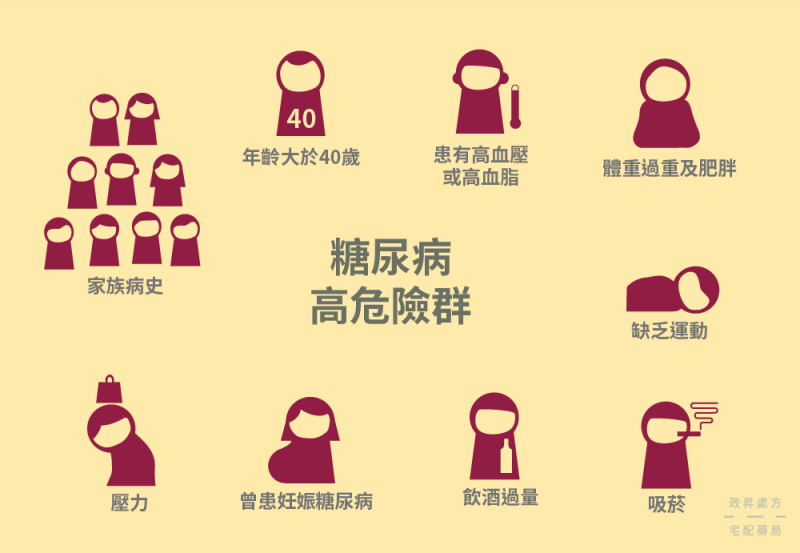 40
年齡大於40歲
患有高血壓
或高血脂
體重過重及肥胖
家族病史
糖尿病
高危險群
缺乏運動
壓力
曾患妊娠糖尿病
飲酒過量
吸菸
政昇處方
宅配藥局